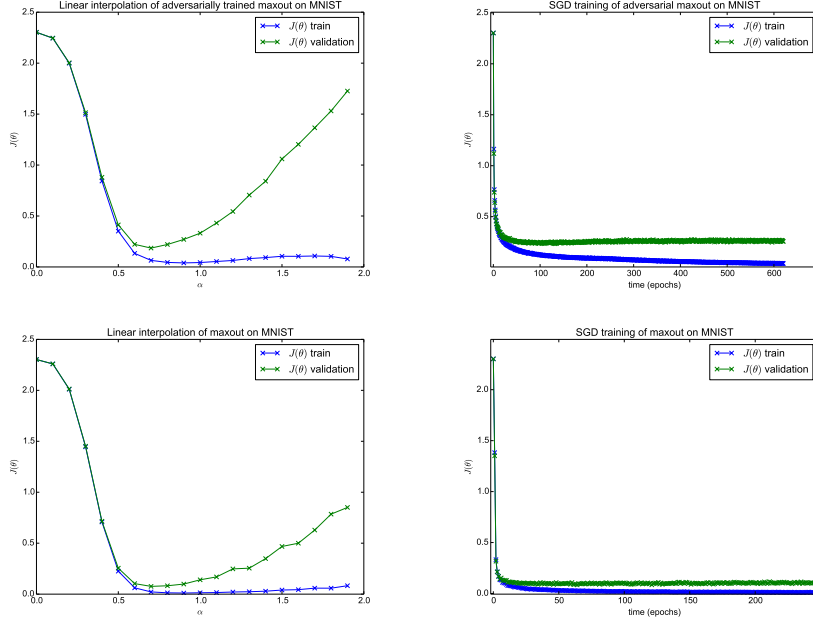 Linear interpolation of adversarially trained maxout on MNIST
2.5
2.0
1.5
1.0
0.5
0.0
J(θ)
J(θ) train
J(θ) validation
0.0 0.5 1.0 1.5 2.0
α
SGD training of adversarial maxout on MNIST
2.5
2.0
1.5
1.0
0.5
J(θ)
J(θ) train
J(θ) validation
0 100 200 300 400 500 600
time (epochs)
Linear interpolation of maxout on MNIST
2.5
2.0
1.5
1.0
0.5
0.0
J(θ)
J(θ) train
J(θ) validation
0.0 0.5 1.0 1.5 2.0
α
SGD training of maxout on MNIST
2.5
2.0
1.5
1.0
0.5
0.0
J(θ)
J(θ) train
J(θ) validation
0 50 100 150 200
time (epochs)